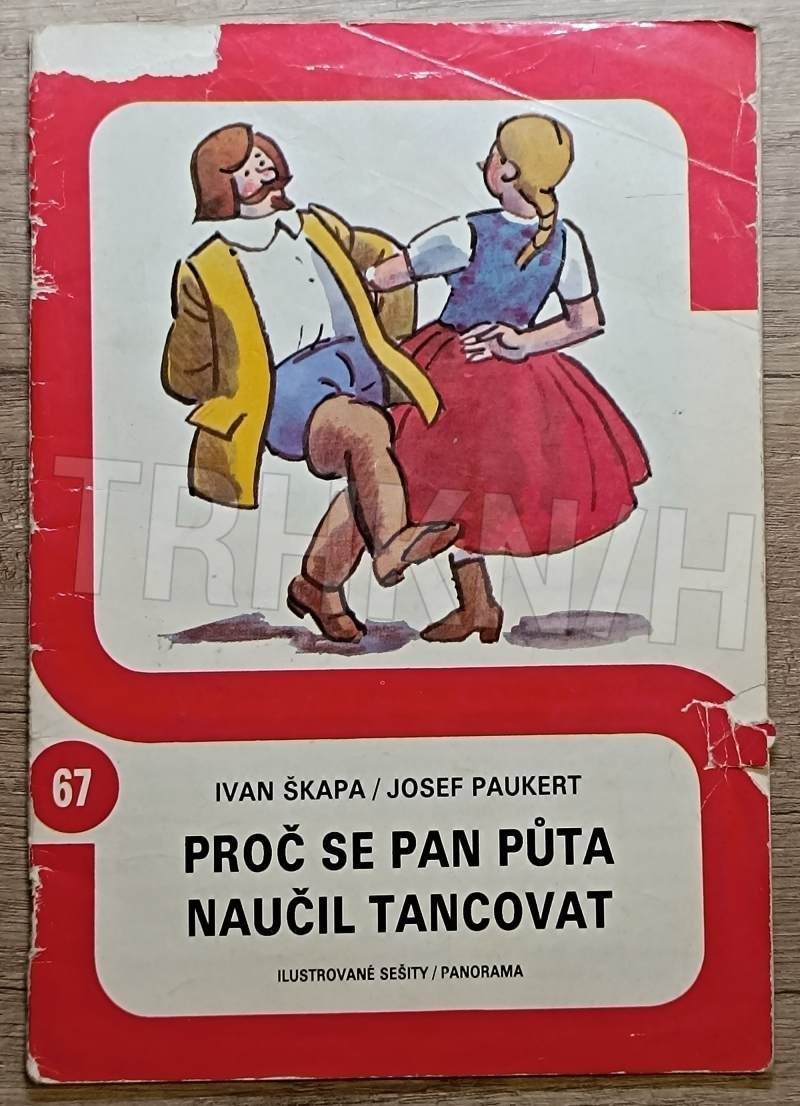 TRHKNIH
67
IVAN ŠKAPA / JOSEF PAUKERT
PROČ SE PAN PŮTA
NAUČIL TANCOVAT
ILUSTROVANÉ SEŠITY / PANORAMA